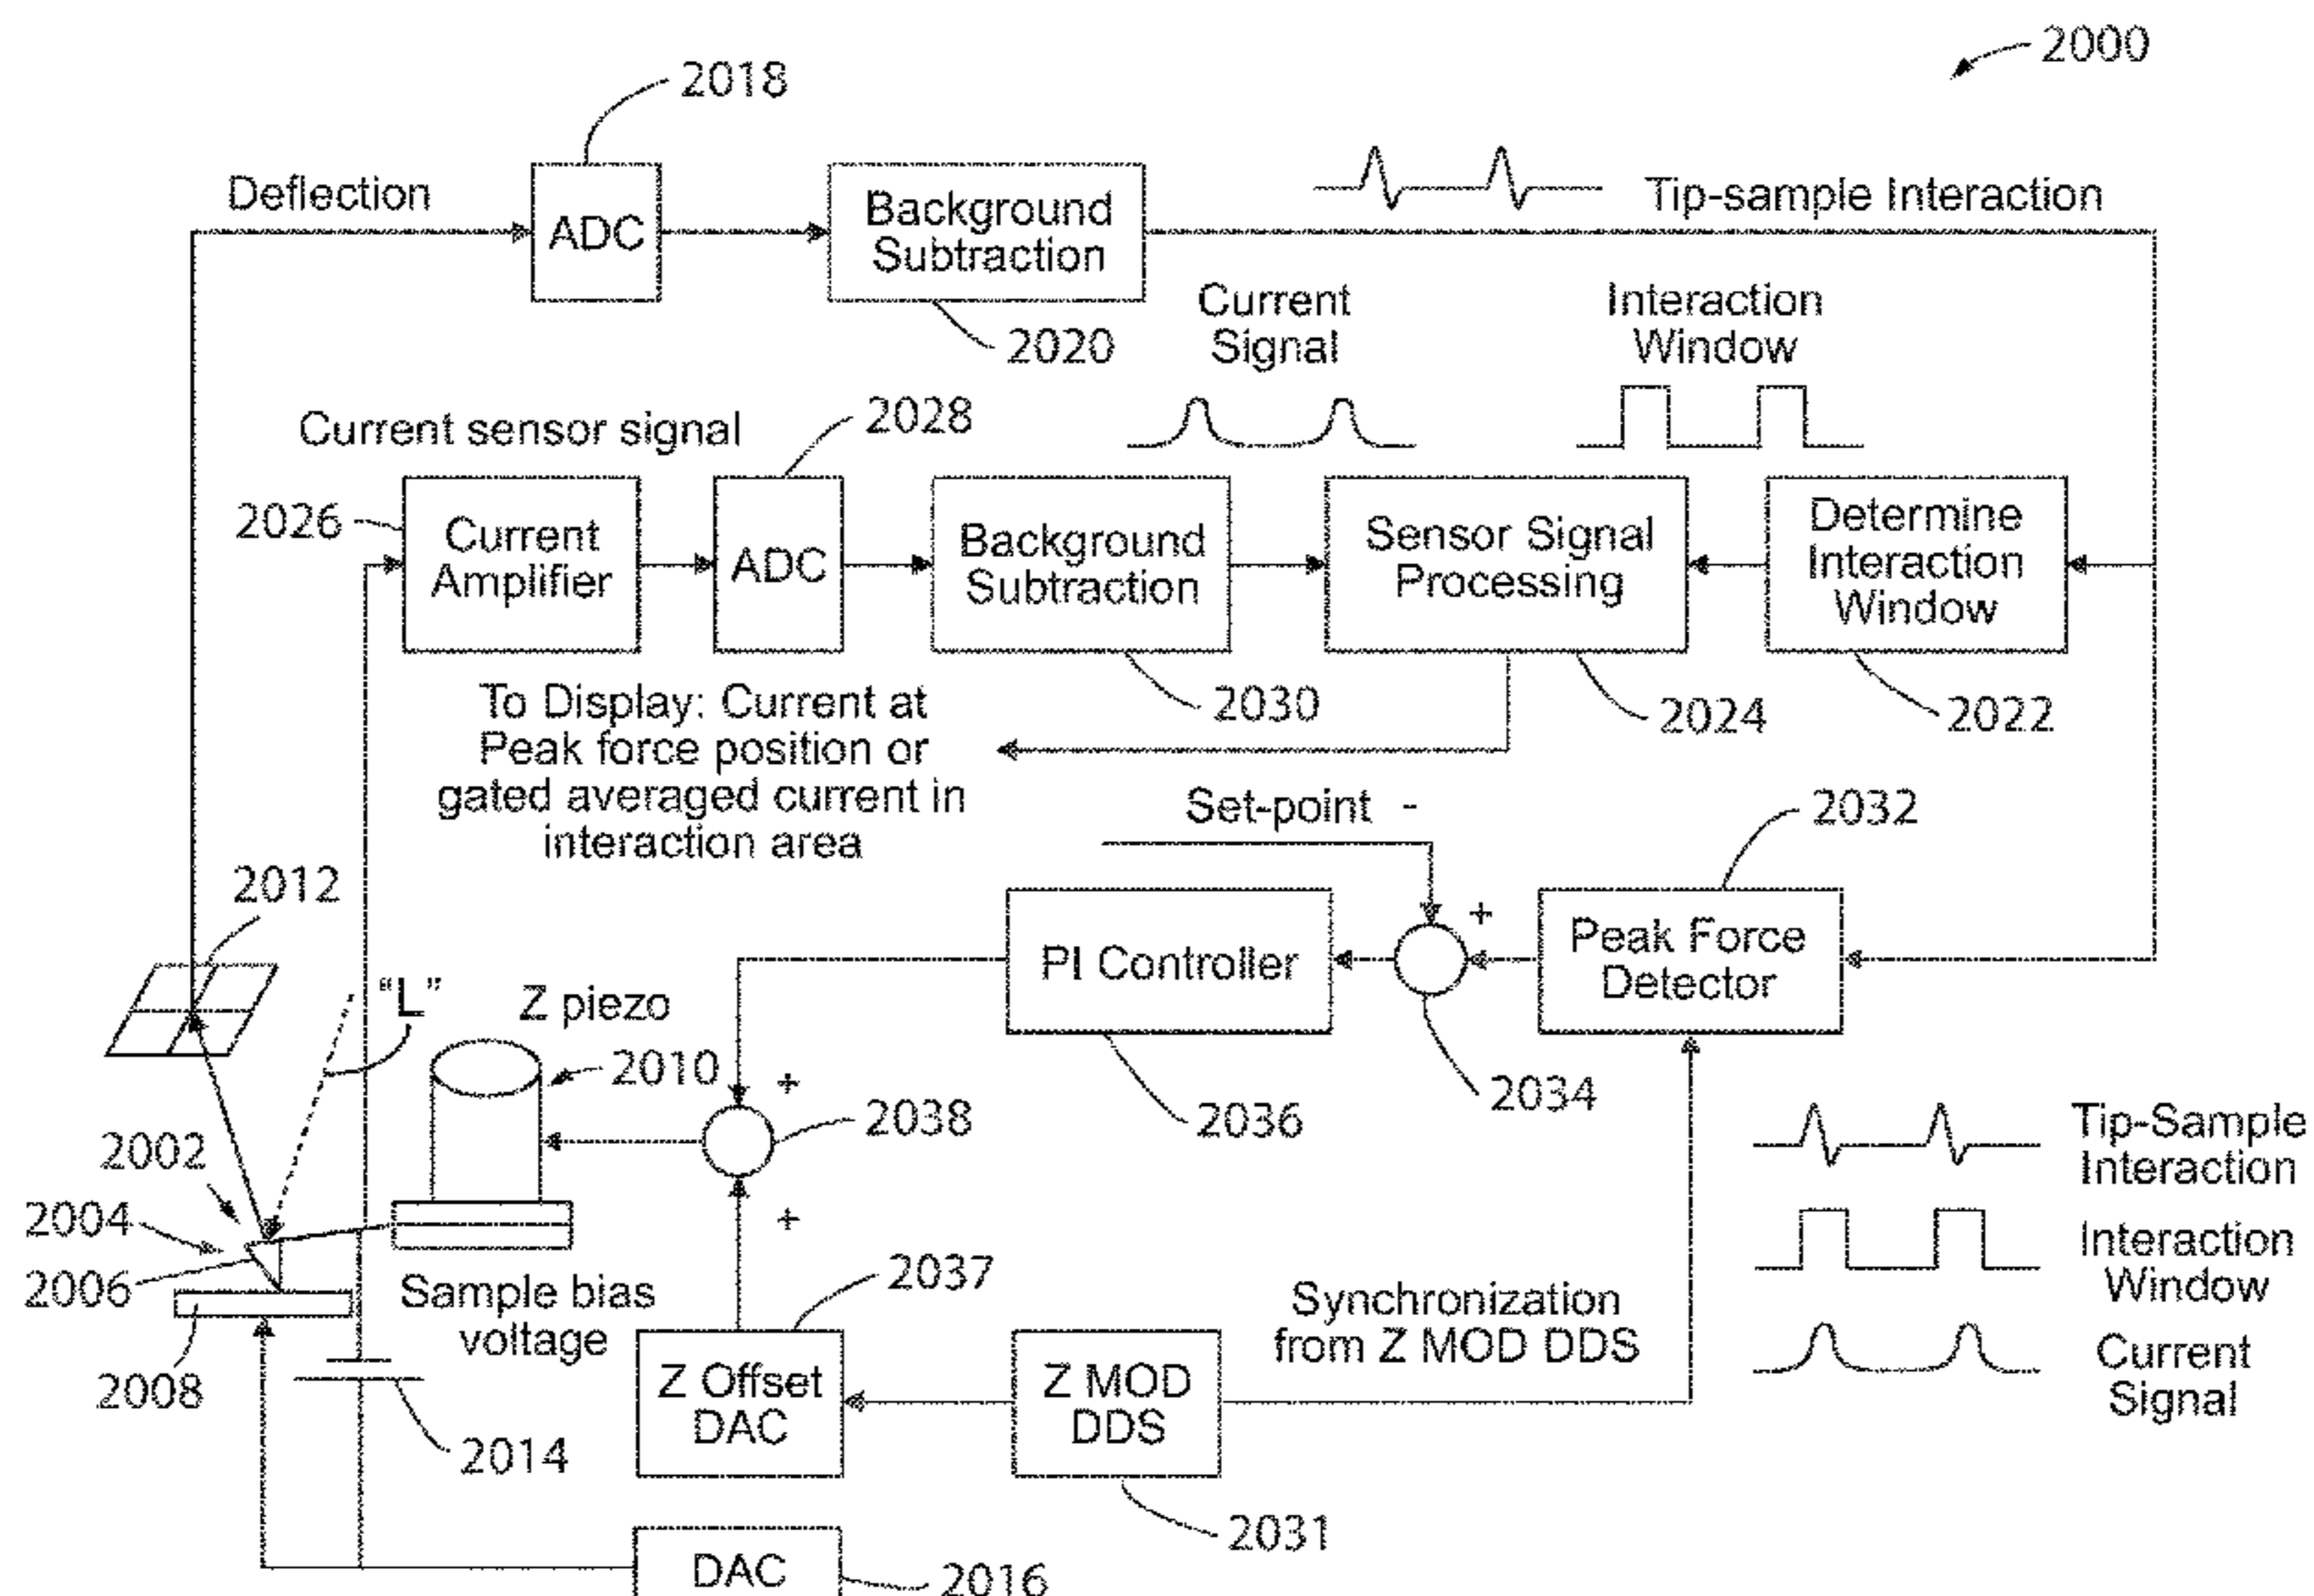 2000
2018
Deflection
ADC
Background
Subtraction
Tip-sample Interaction
2020
Current
Signal
Interaction
Window
Current sensor signal
2028
2026
Current
Amplifier
ADC
Background
Subtraction
Sensor Signal
Processing
Determine
Interaction
Window
2030
2024
2022
To Display: Current at
Peak force position or
gated averaged current in
interaction area
Set-point -
2032
2012
PI Controller
+
Peak Force
Detector
"L"
Z piezo
2010
+
2038
2036
2034
2002
2004
2006
2008
+
Tip-Sample
Interaction
Interaction
Window
Current
Signal
Sample bias
voltage
2037
Synchronization
from Z MOD DDS
Z Offset
DAC
Z MOD
DDS
2014
2031
DAC
2016